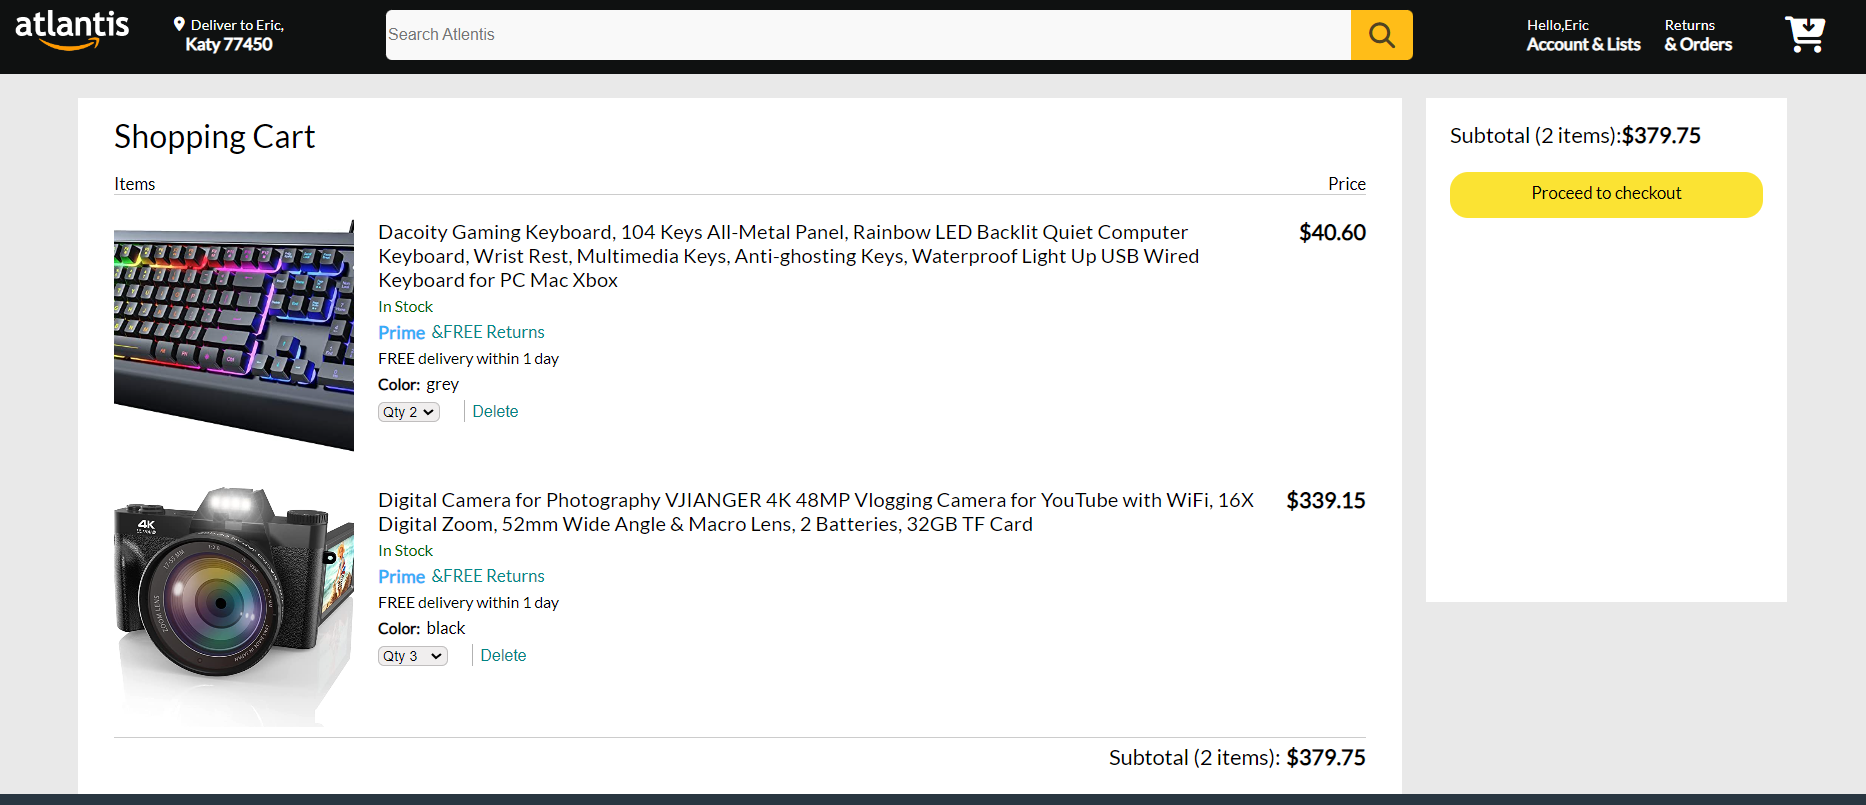 atlantis
Deliver to Eric,
Katy 77450
Search Atlentis
Hello,Eric
Account & Lists
Returns
& Orders
Shopping Cart
Items
Price
Dacoity Gaming Keyboard, 104 Keys All-Metal Panel, Rainbow LED Backlit Quiet Computer
Keyboard, Wrist Rest, Multimedia Keys, Anti-ghosting Keys, Waterproof Light Up USB Wired
Keyboard for PC Mac Xbox
$40.60
In Stock
Prime &FREE Returns
FREE delivery within 1 day
Color: grey
Qty 2
Delete
4K
Digital Camera for Photography VJIANGER 4K 48MP Vlogging Camera for YouTube with WiFi, 16X
Digital Zoom, 52mm Wide Angle & Macro Lens, 2 Batteries, 32GB TF Card
$339.15
In Stock
Prime &FREE Returns
FREE delivery within 1 day
Color: black
Qty 3
Delete
Subtotal (2 items): $379.75
Subtotal (2 items):$379.75
Proceed to checkout